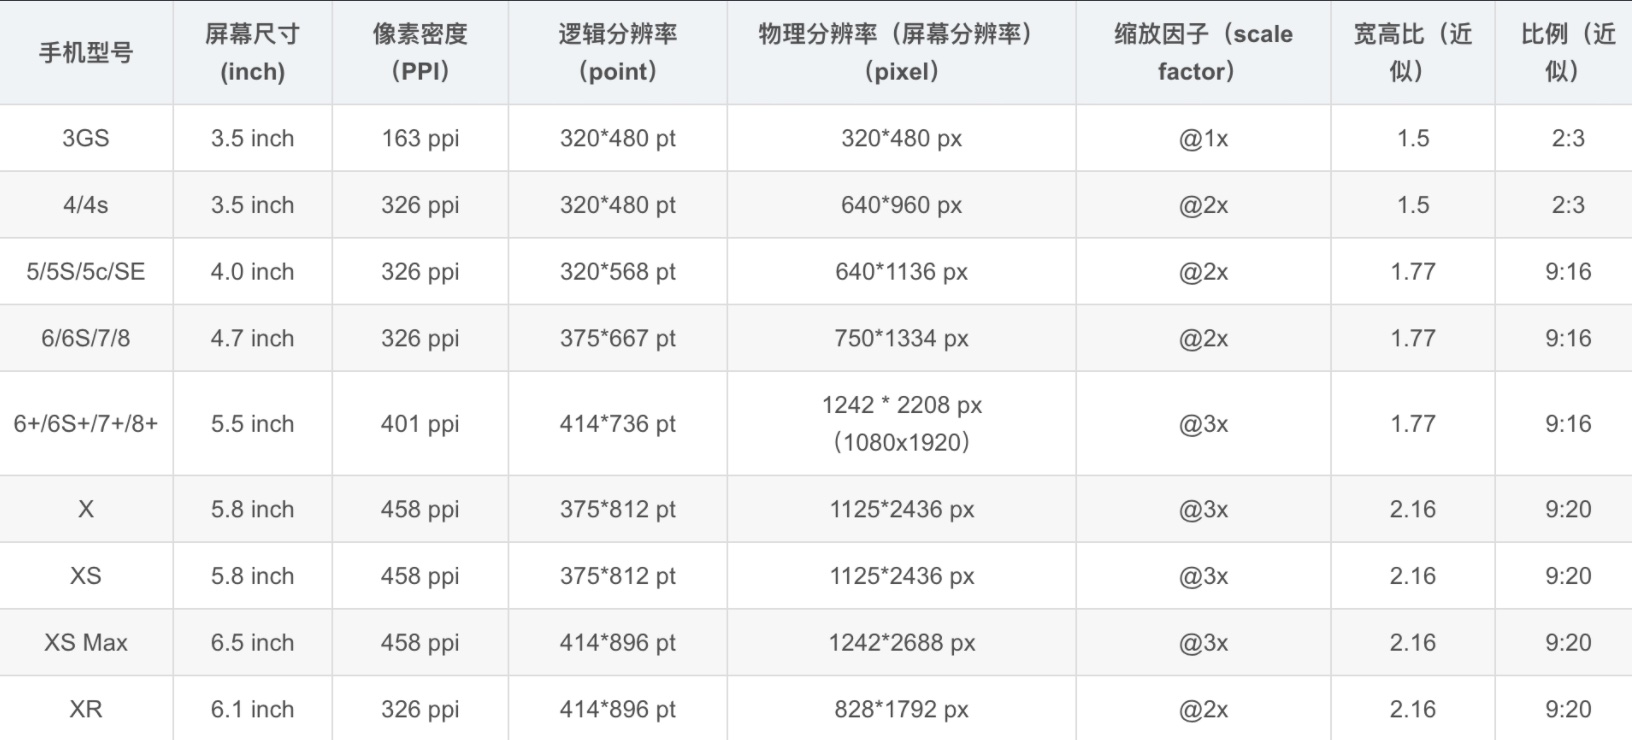 手机型号 屏幕尺寸 像素密度 逻辑分辨率 物理分辨率（屏幕分辨率） 缩放因子（scale 宽高比（近 比例（近
(inch) （PPI） （point） （pixel） factor） 似） 似）
3GS 3.5 inch 163 ppi 320*480 pt 320*480 px @1x 1.5 2:3
4/4s 3.5 inch 326 ppi 320*480 pt 640*960 px @2x 1.5 2:3
5/5S/5c/SE 4.0 inch 326 ppi 320*568 pt 640*1136 px @2x 1.77 9:16
6/6S/7/8 4.7 inch 326 ppi 375*667 pt 750*1334 px @2x 1.77 9:16
6+/6S+/7+/8+ 5.5 inch 401 ppi 414*736 pt 1242 * 2208 px @3x 1.77 9:16
（1080x1920）
X 5.8 inch 458 ppi 375*812 pt 1125*2436 px @3x 2.16 9:20
XS 5.8 inch 458 ppi 375*812 pt 1125*2436 px @3x 2.16 9:20
XS Max 6.5 inch 458 ppi 414*896 pt 1242*2688 px @3x 2.16 9:20
XR 6.1 inch 326 ppi 414*896 pt 828*1792 px @2x 2.16 9:20